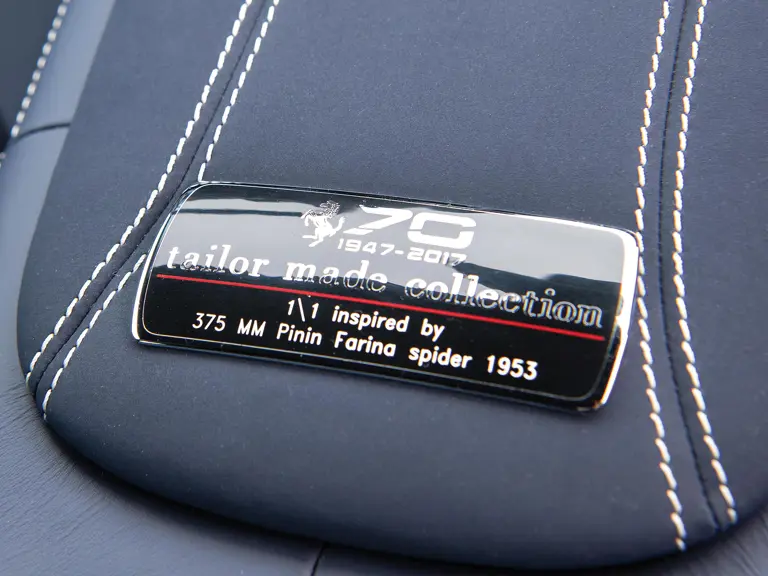 70
1947-2017
tailor made collection
1\1 inspired by
375 MM Pinin Farina spider 1953